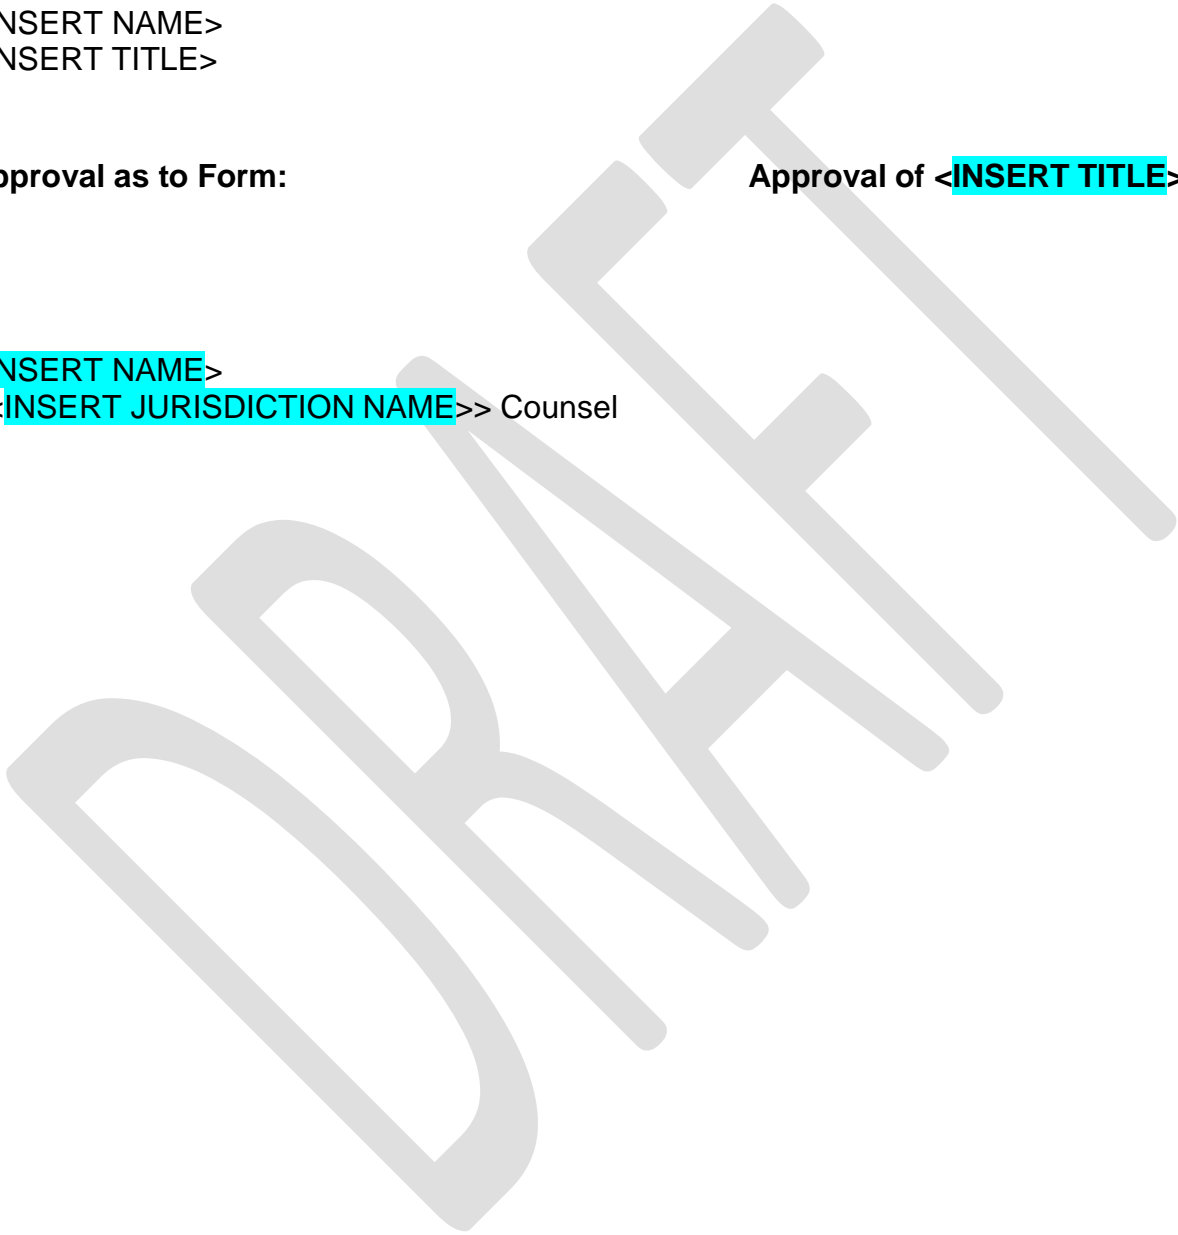 NSERT NAME>
NSERT TITLE>
pproval as to Form:
Approval of <INSERT TITLE>
NSERT NAME>
<INSERT JURISDICTION NAME>> Counsel
DRAFT